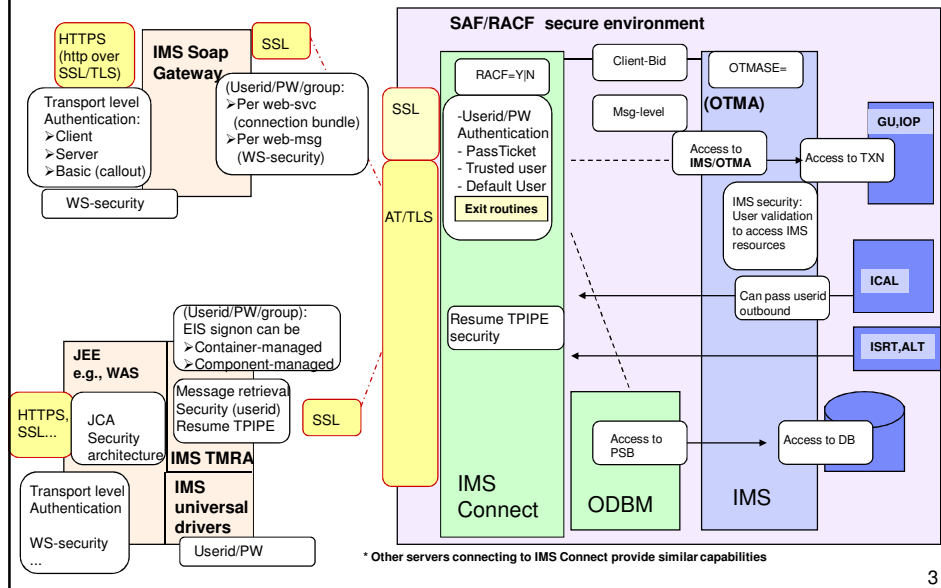 SAF/RACF secure environment
HTTPS
(http over
SSL/TLS)
IMS Soap
Gateway
SSL
Transport level
Authentication:
➢Client
➢Server
➢Basic (callout)
WS-security
(Userid/PW/group:
➢Per web-svc
(connection bundle)
➢Per web-msg
(WS-security)
SSL
AT/TLS
RACF=Y|N
-Userid/PW
Authentication
- PassTicket
- Trusted user
- Default User
Exit routines
Client-Bid
Msg-level
OTMASE=
(OTMA)
Access to
IMS/OTMA
Access to TXN
GU,IOP
IMS security:
User validation
to access IMS
resources
ICAL
Can pass userid
outbound
ISRT,ALT
Resume TPIPE
security
(Userid/PW/group):
EIS signon can be
➢Container-managed
➢Component-managed
JEE
e.g., WAS
HTTPS,
SSL...
JCA
Security
architecture
Message retrieval
Security (userid)
Resume TPIPE
SSL
IMS TMRA
IMS
universal
drivers
Transport level
Authentication
WS-security
...
Userid/PW
IMS
Connect
Access to
PSB
ODBM
Access to DB
IMS
* Other servers connecting to IMS Connect provide similar capabilities
3